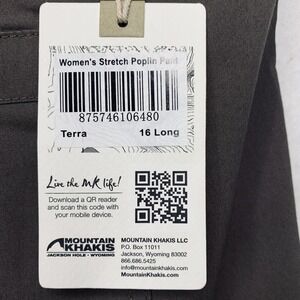 Women's Stretch Poplin Pant
875746106480
Terra 16 Long
Live the MK life!
Download a QR reader
and scan this code with
your mobile device.
MOUNTAIN
KHAKIS
JACKSON HOLE • WYOMING
MOUNTAIN KHAKIS LLC
P.O. Box 11011
Jackson, Wyoming 83002
866.686.5425
info@mountainkhakis.com
MountainKhakis.com